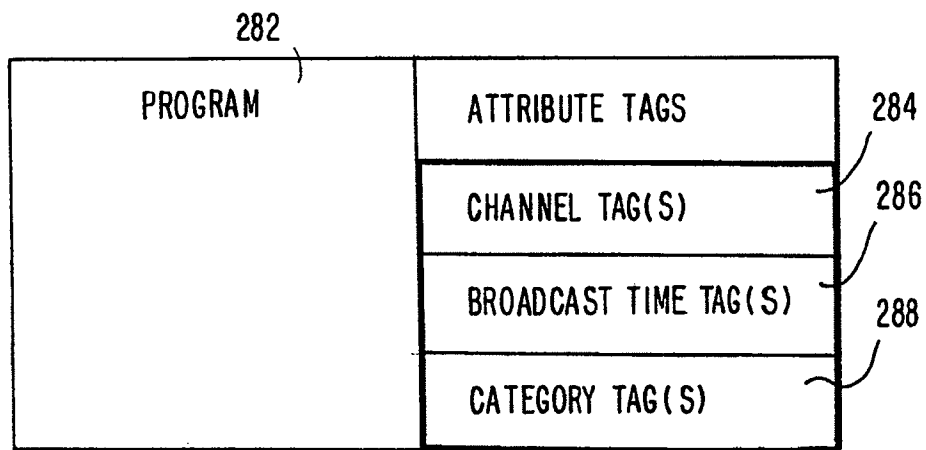 282
PROGRAM
ATTRIBUTE TAGS
284
CHANNEL TAG(S)
286
BROADCAST TIME TAG(S)
288
CATEGORY TAG(S)